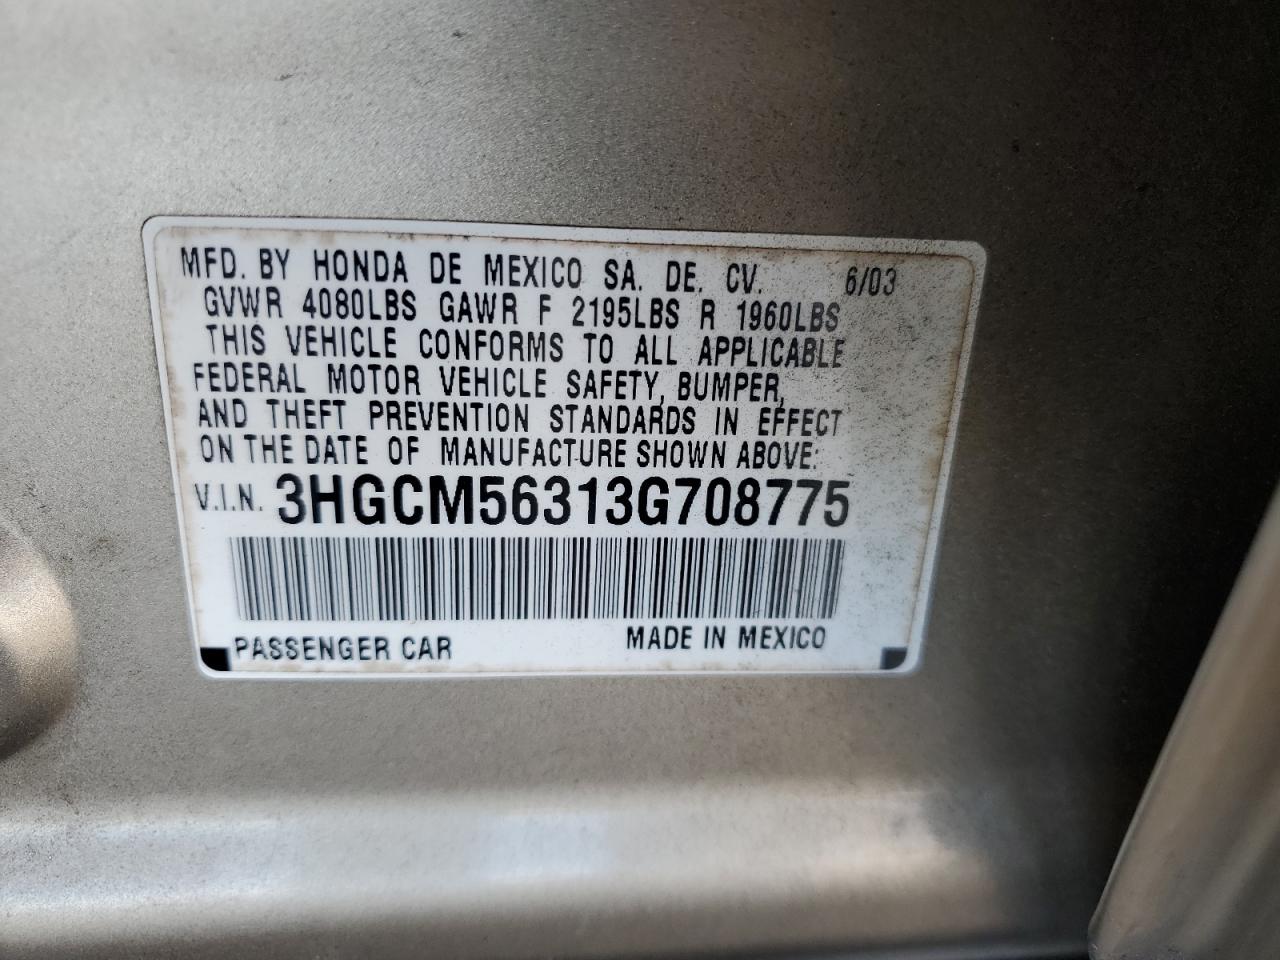 MFD. BY HONDA DE MEXICO SA. DE. CV. 6/03
GVWR 4080LBS GAWR F 2195LBS R 1960LBS
THIS VEHICLE CONFORMS TO ALL APPLICABLE
FEDERAL MOTOR VEHICLE SAFETY, BUMPER,
AND THEFT PREVENTION STANDARDS IN EFFECT
ON THE DATE OF MANUFACTURE SHOWN ABOVE:
V.I.N. 3HGCM56313G708775
PASSENGER CAR MADE IN MEXICO